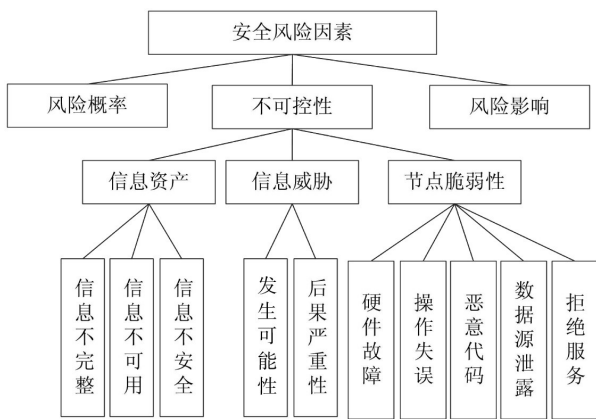 安全风险因素
风险概率
不可控性
风险影响
信息资产
信息威胁
节点脆弱性
信息不完整
信息不可用
信息不安全
发生可能性
后果严重性
硬件故障
操作失误
恶意代码
数据源泄露
拒绝服务